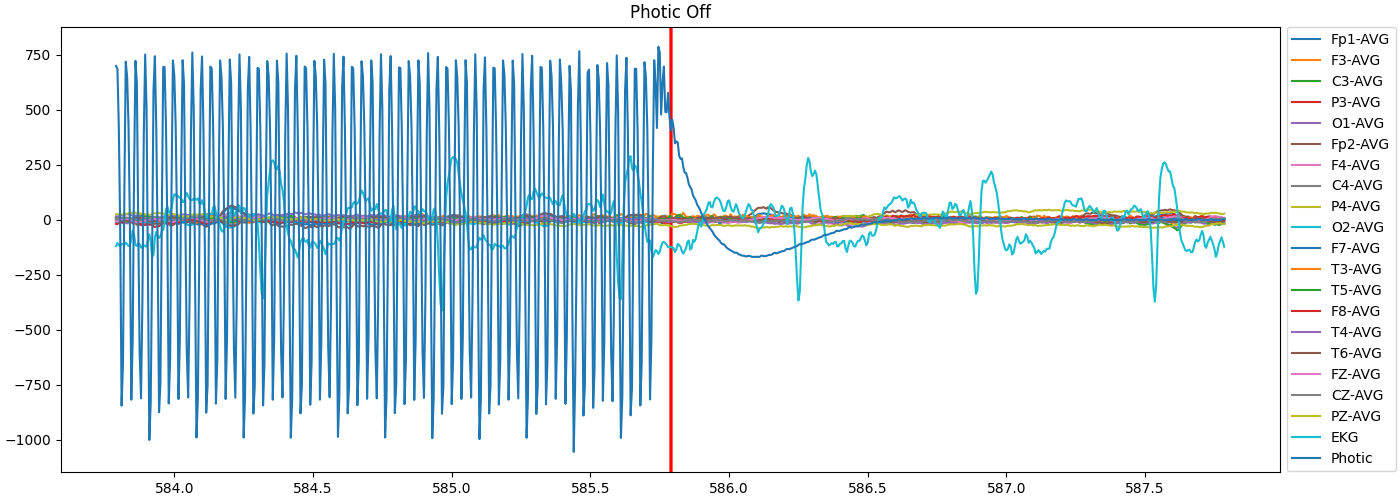 Photic Off
750
500
250
0
−250
−500
−750
−1000
584.0 584.5 585.0 585.5 586.0 586.5 587.0 587.5
Fp1-AVG
F3-AVG
C3-AVG
P3-AVG
O1-AVG
Fp2-AVG
F4-AVG
C4-AVG
P4-AVG
O2-AVG
F7-AVG
T3-AVG
T5-AVG
F8-AVG
T4-AVG
T6-AVG
FZ-AVG
CZ-AVG
PZ-AVG
EKG
Photic